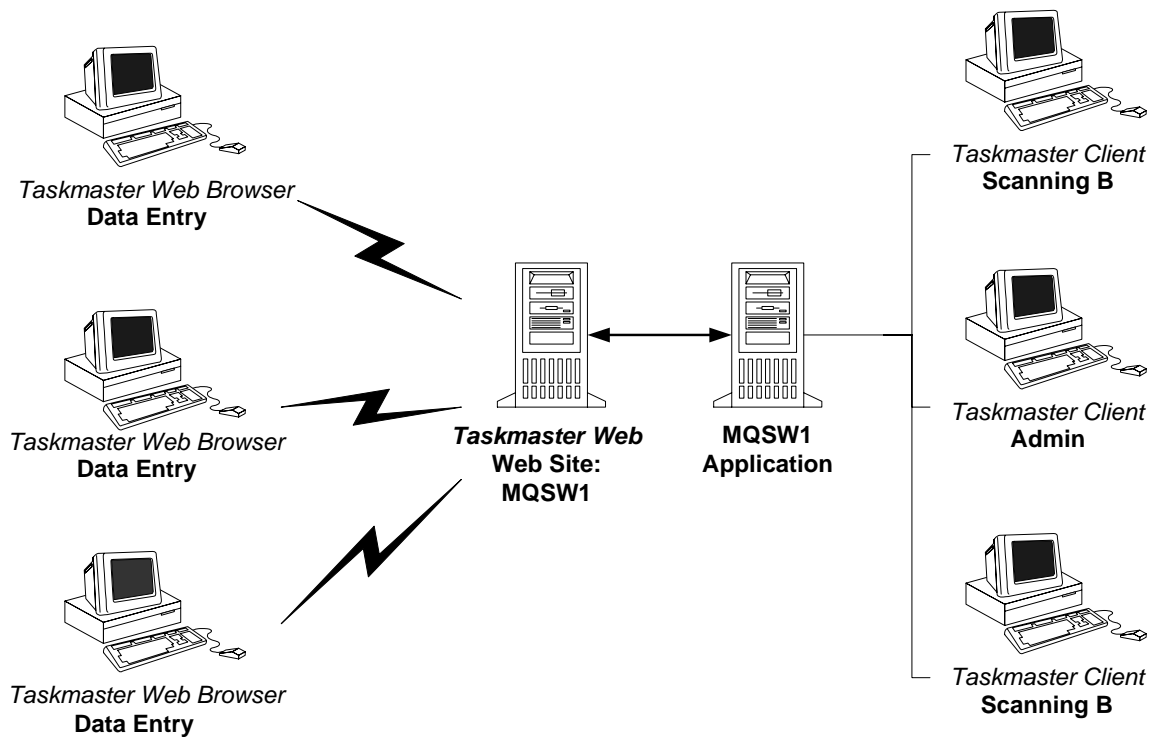 Taskmaster Web Browser
Data Entry
Taskmaster Web Browser
Data Entry
Taskmaster Web Browser
Data Entry
Taskmaster Web
Web Site:
MQSW1
MQSW1
Application
Taskmaster Client
Scanning B
Taskmaster Client
Admin
Taskmaster Client
Scanning B